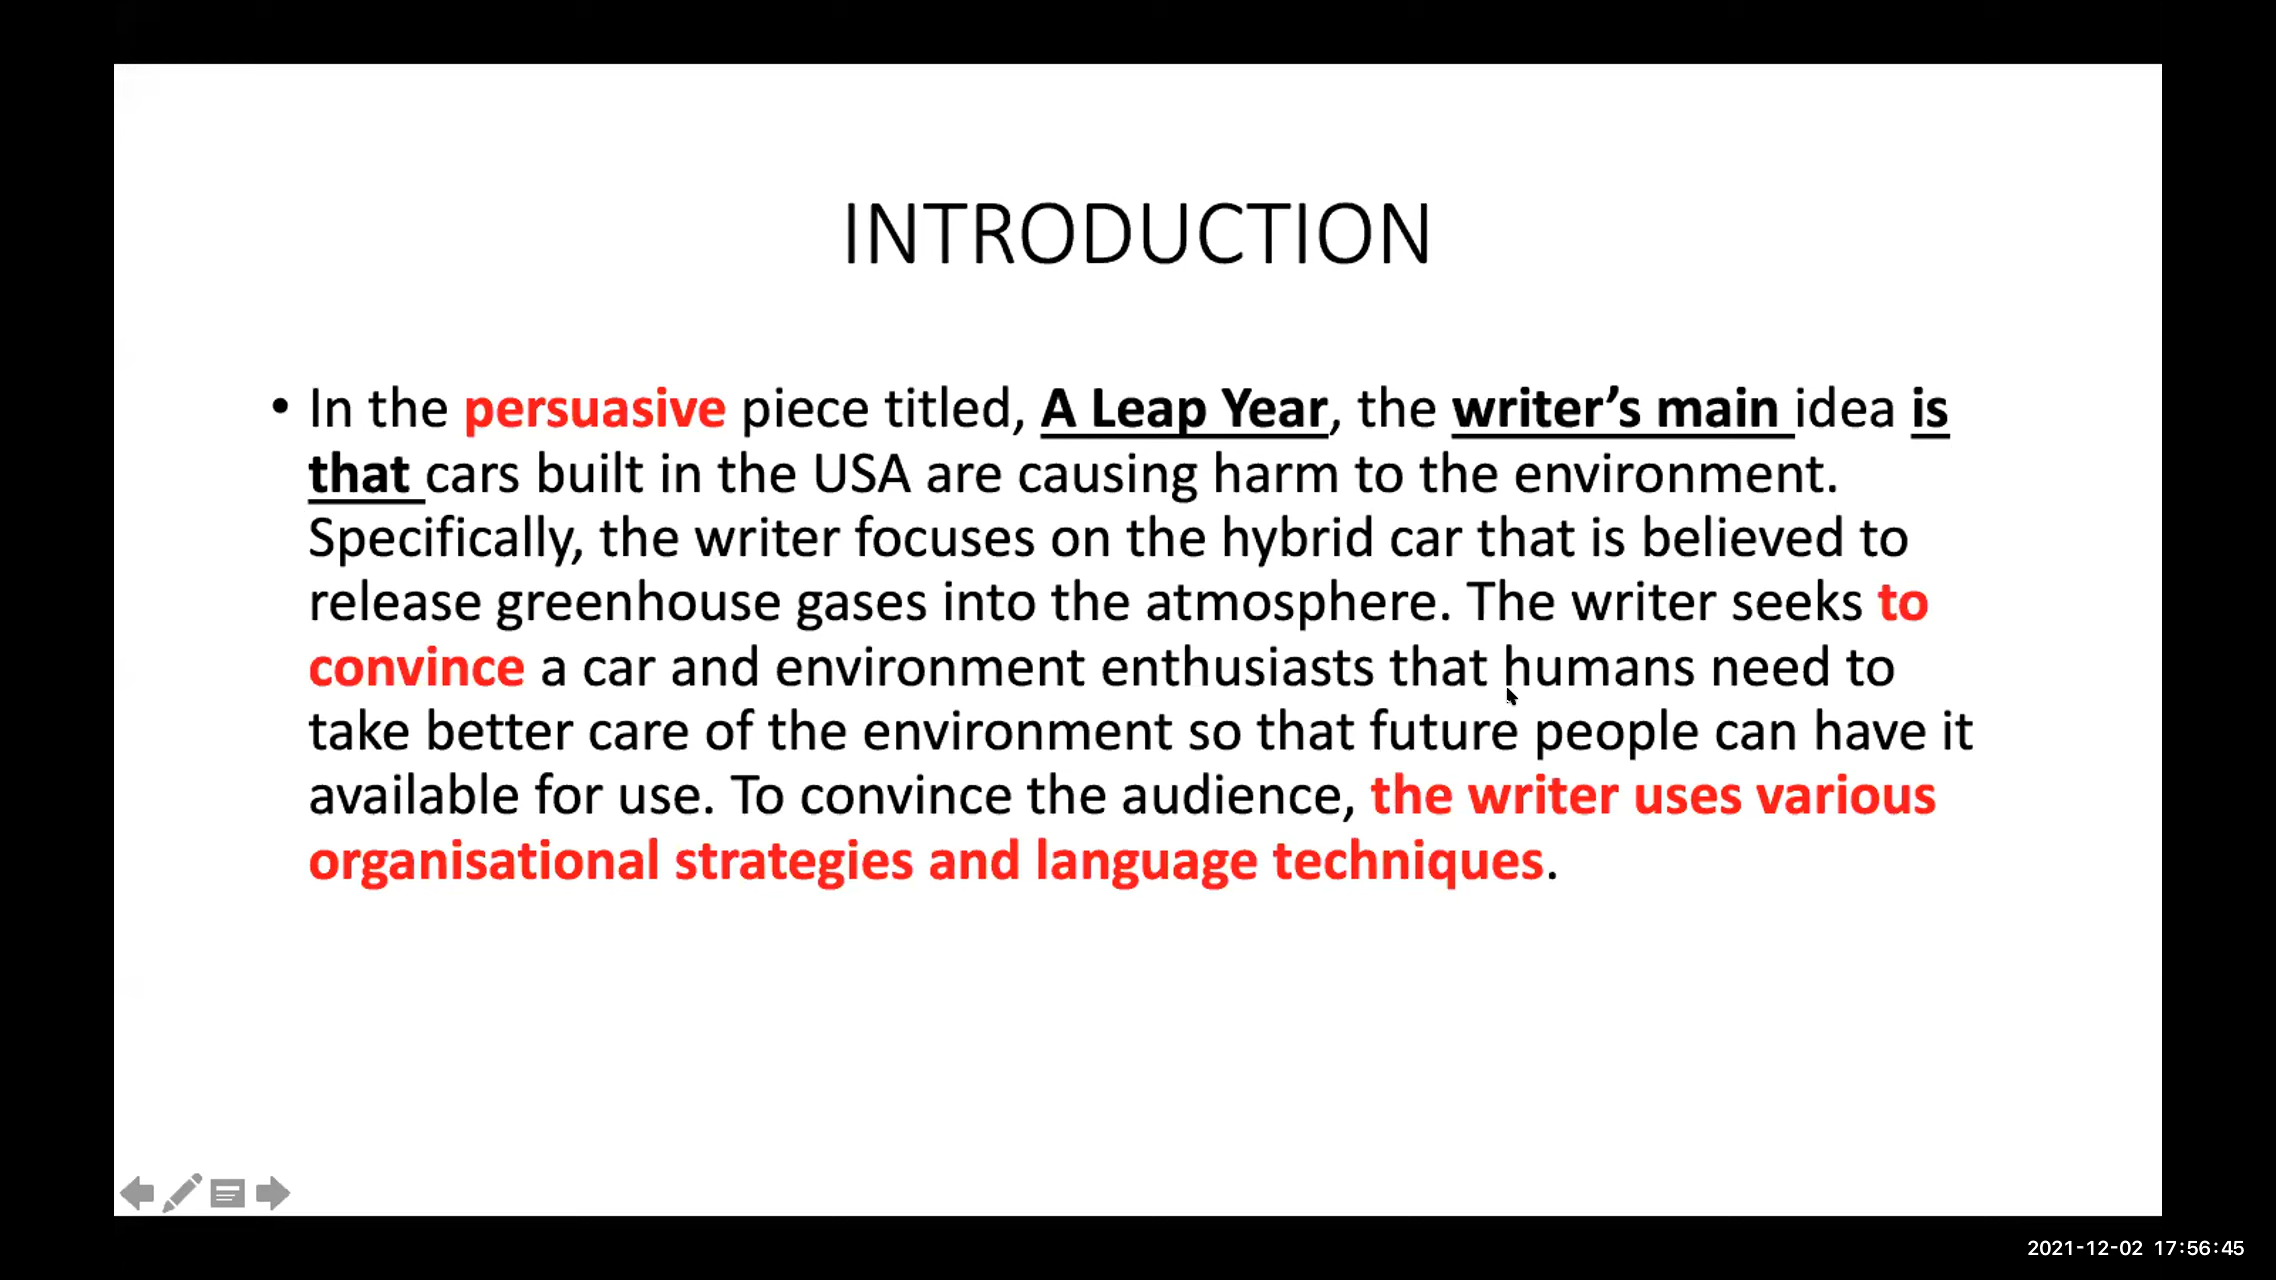 INTRODUCTION
• In the persuasive piece titled, A Leap Year, the writer’s main idea is
that cars built in the USA are causing harm to the environment.
Specifically, the writer focuses on the hybrid car that is believed to
release greenhouse gases into the atmosphere. The writer seeks to
convince a car and environment enthusiasts that humans need to
take better care of the environment so that future people can have it
available for use. To convince the audience, the writer uses various
organisational strategies and language techniques.
2021-12-02 17:56:45